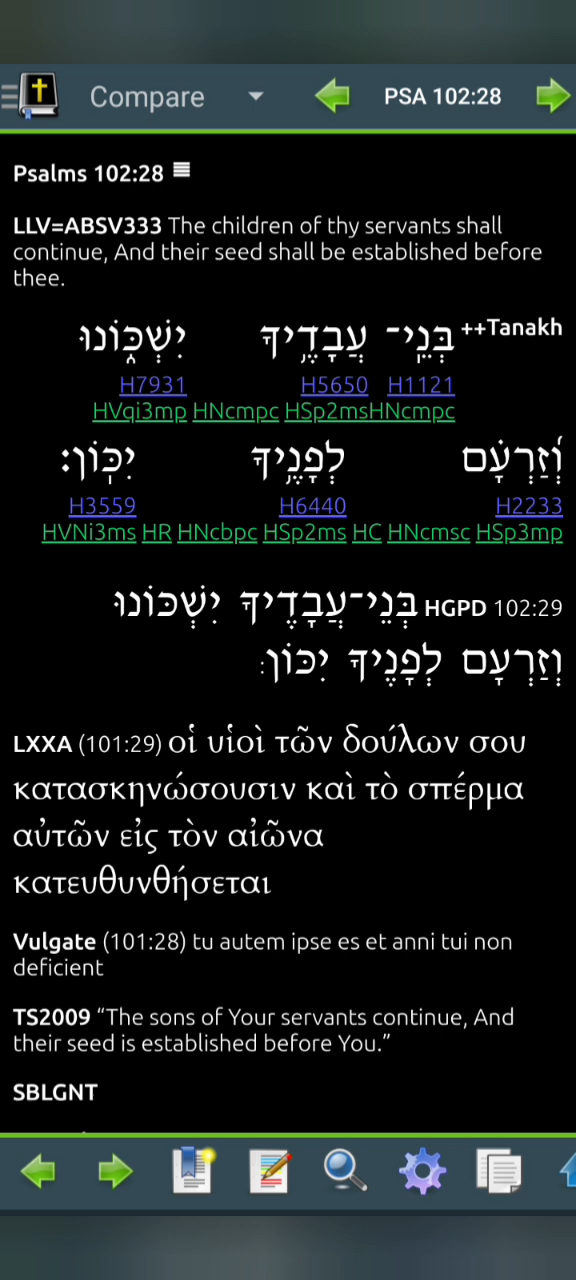 Compare PSA 102:28
Psalms 102:28
LLV=ABSV333 The children of thy servants shall
continue, And their seed shall be established before
thee.
++Tanakh בְּנֵֽי־ עֲבָדֶ֥יךָ יִשְׁכּ֑וֹנוּ
H1121 H5650 H7931
HVqi3mp HNcmpc HSp2msHNcmpc
וְ֝זַרְעָ֗ם לְפָנֶ֥יךָ יִכּֽוֹן׃
H2233 H6440 H3559
HVNi3ms HR HNcbpc HSp2ms HC HNcmsc HSp3mp
HGPD 102:29 בְּנֵי־עֲבָדֶיךָ יִשְׁכּוֹנוּ
וְזַרְעָם לְפָנֶיךָ יִכּוֹן׃
LXXA (101:29) οἱ υἱοὶ τῶν δούλων σου
κατασκηνώσουσιν καὶ τὸ σπέρμα
αὐτῶν εἰς τὸν αἰῶνα
κατευθυνθήσεται
Vulgate (101:28) tu autem ipse es et anni tui non
deficient
TS2009 “The sons of Your servants continue, And
their seed is established before You.”
SBLGNT